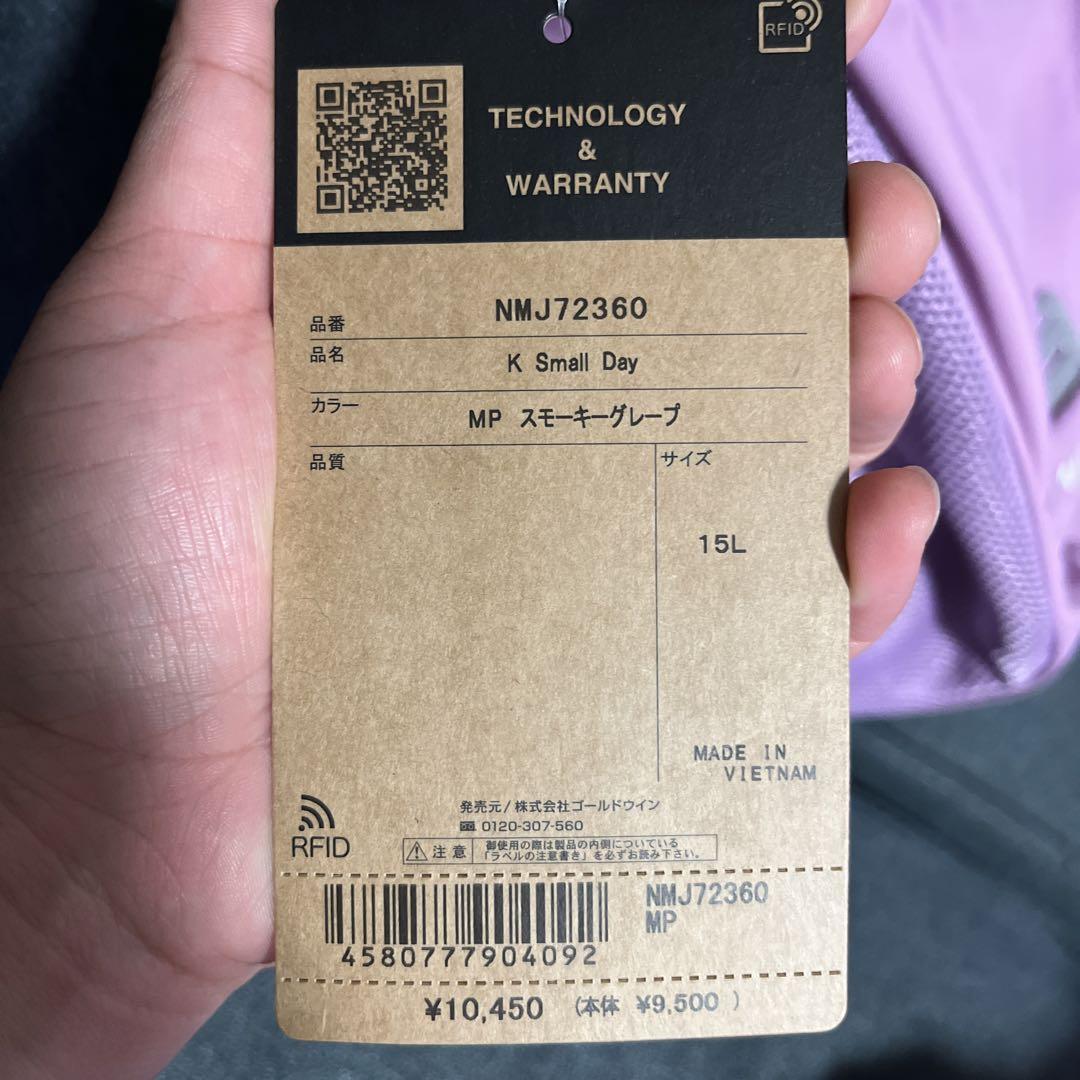 RFID
TECHNOLOGY
&
WARRANTY
品番 NMJ72360
品名 K Small Day
カラー MP スモーキーグレープ
品質
サイズ
15L
MADE IN
VIETNAM
発売元/株式会社ゴールドウイン
0120-307-560
RFID
注意
御使用の際は製品の内側についている
「ラベルの注意書き」を必ずお読み下さい。
NMJ72360
MP
4580777904092
¥10,450 (本体 ¥9,500 )